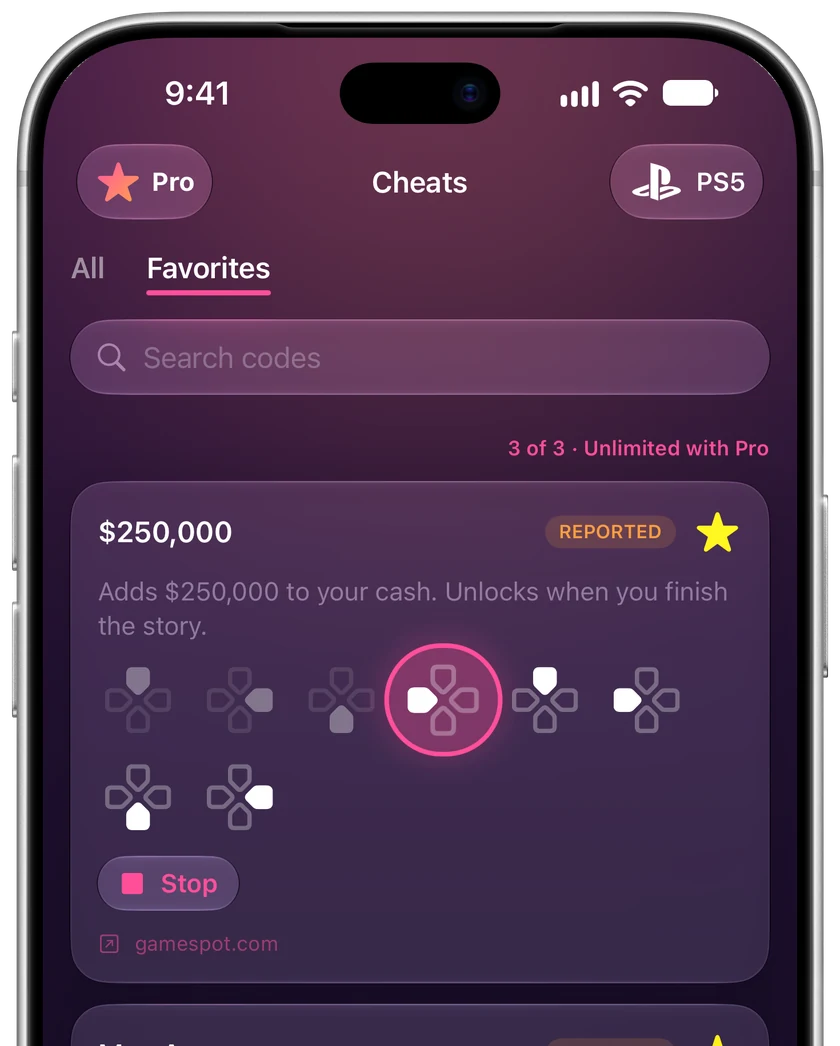 9:41
Pro
Cheats
PS5
All
Favorites
Search codes
3 of 3 · Unlimited with Pro
$250,000
REPORTED
Adds $250,000 to your cash. Unlocks when you finish
the story.
Stop
gamespot.com